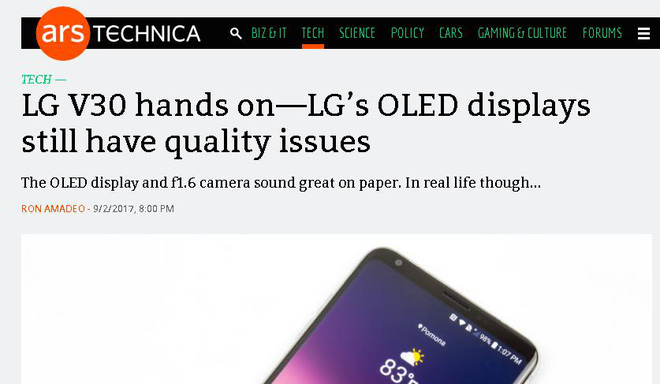 ars TECHNICA
BIZ & IT TECH SCIENCE POLICY CARS GAMING & CULTURE FORUMS
TECH —
LG V30 hands on—LG's OLED displays
still have quality issues
The OLED display and f1.6 camera sound great on paper. In real life though...
RON AMADEO - 9/2/2017, 8:00 PM
98% 1:07 PM
Pomona
83°F